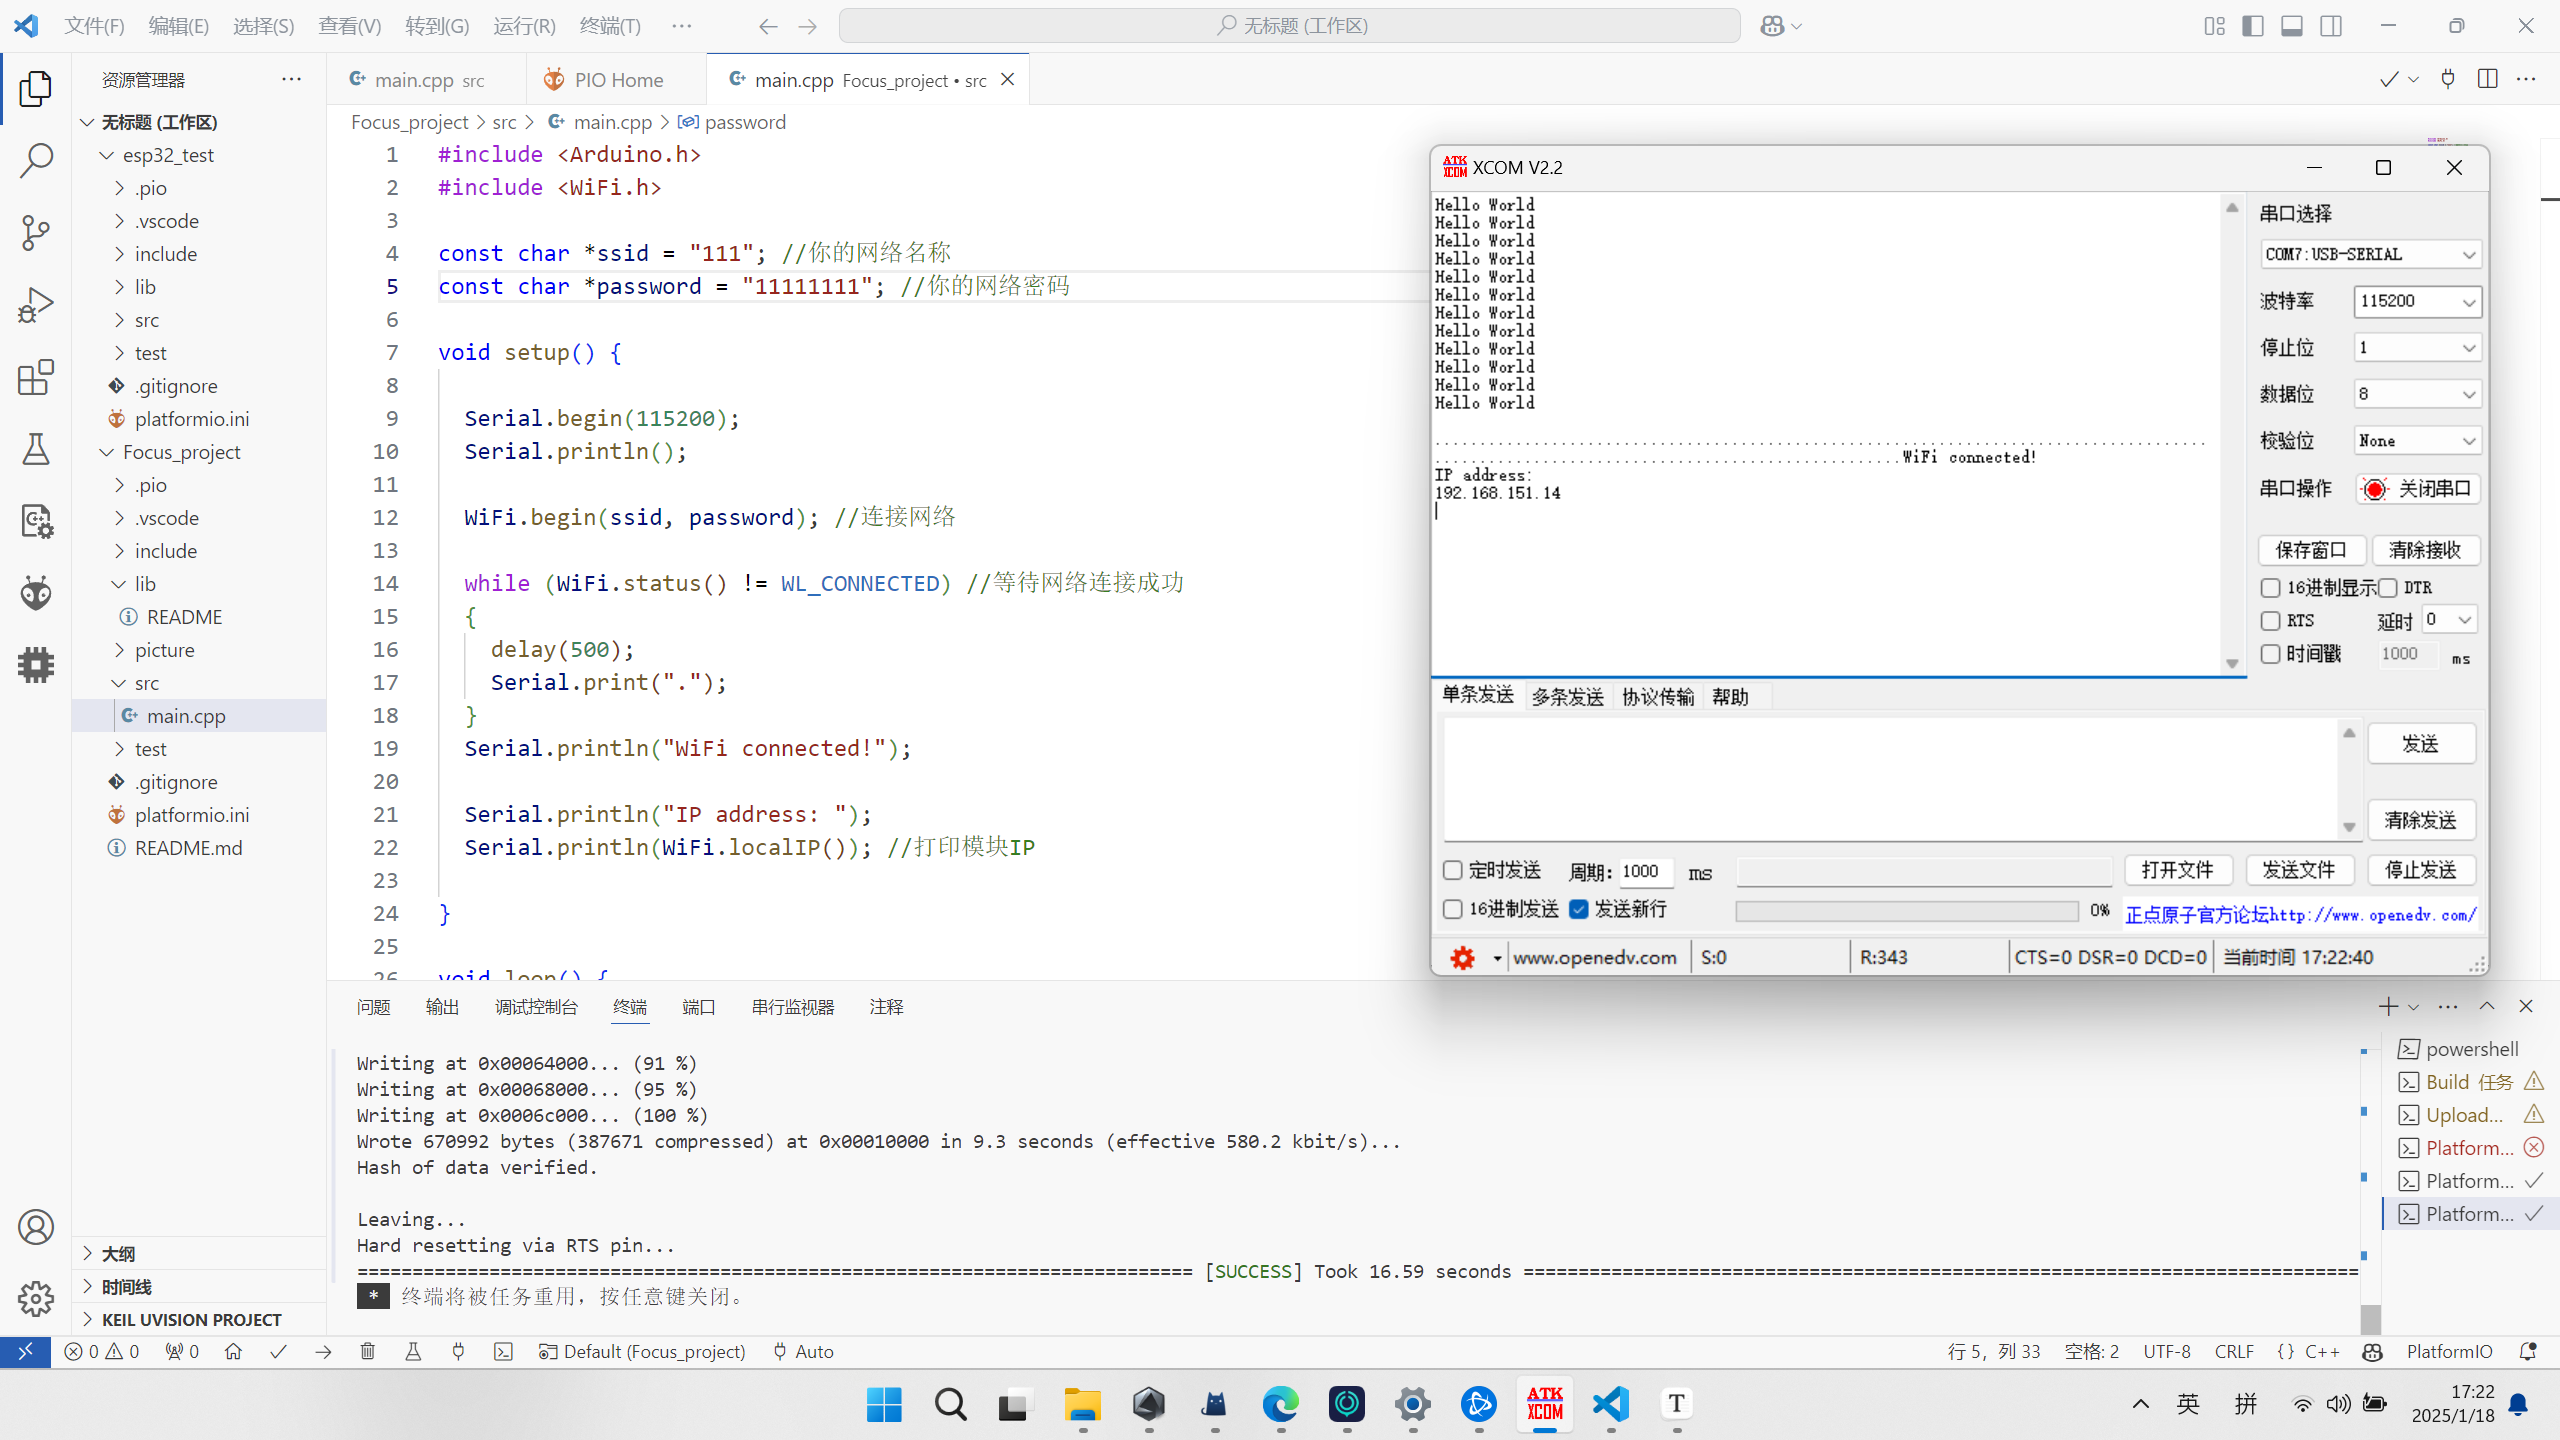 文件(F) 编辑(E) 选择(S) 查看(V) 转到(G) 运行(R) 终端(T) ··· 无标题 (工作区)
资源管理器 ···
无标题 (工作区)
esp32_test
.pio
.vscode
include
lib
src
test
.gitignore
platformio.ini
Focus_project
.pio
.vscode
include
lib
README
picture
src
main.cpp
test
.gitignore
platformio.ini
README.md
大纲
时间线
KEIL UVISION PROJECT
main.cpp src
PIO Home
main.cpp Focus_project • src
Focus_project > src > main.cpp > password
1 #include <Arduino.h>
2 #include <WiFi.h>
3
4 const char *ssid = "111"; //你的网络名称
5 const char *password = "11111111"; //你的网络密码
6
7 void setup() {
8
9 Serial.begin(115200);
10 Serial.println();
11
12 WiFi.begin(ssid, password); //连接网络
13
14 while (WiFi.status() != WL_CONNECTED) //等待网络连接成功
15 {
16 delay(500);
17 Serial.print(".");
18 }
19 Serial.println("WiFi connected!");
20
21 Serial.println("IP address: ");
22 Serial.println(WiFi.localIP()); //打印模块IP
23
24 }
25
26 void loop() {
ATK XCOM XCOM V2.2
Hello World
Hello World
Hello World
Hello World
Hello World
Hello World
Hello World
Hello World
Hello World
Hello World
Hello World
Hello World
WiFi connected!
IP address:
192.168.151.14
串口选择
COM7:USB-SERIAL
波特率 115200
停止位 1
数据位 8
校验位 None
串口操作 关闭串口
保存窗口 清除接收
16进制显示 DTR
RTS 延时 0
时间戳 1000 ms
单条发送 多条发送 协议传输 帮助
发送
清除发送
定时发送 周期: 1000 ms 打开文件 发送文件 停止发送
16进制发送 发送新行 0% 正点原子官方论坛http://www.openedv.com/
www.openedv.com S:0 R:343 CTS=0 DSR=0 DCD=0 当前时间 17:22:40
问题 输出 调试控制台 终端 端口 串行监视器 注释
Writing at 0x00064000... (91 %)
Writing at 0x00068000... (95 %)
Writing at 0x0006c000... (100 %)
Wrote 670992 bytes (387671 compressed) at 0x00010000 in 9.3 seconds (effective 580.2 kbit/s)...
Hash of data verified.
Leaving...
Hard resetting via RTS pin...
[SUCCESS] Took 16.59 seconds
* 终端将被任务重用，按任意键关闭。
powershell
Build 任务
Upload...
Platform...
Platform...
Platform...
0 0 0 Default (Focus_project) Auto 行 5，列 33 空格: 2 UTF-8 CRLF {} C++ PlatformIO
ATK XCOM T 英 拼 17:22
2025/1/18